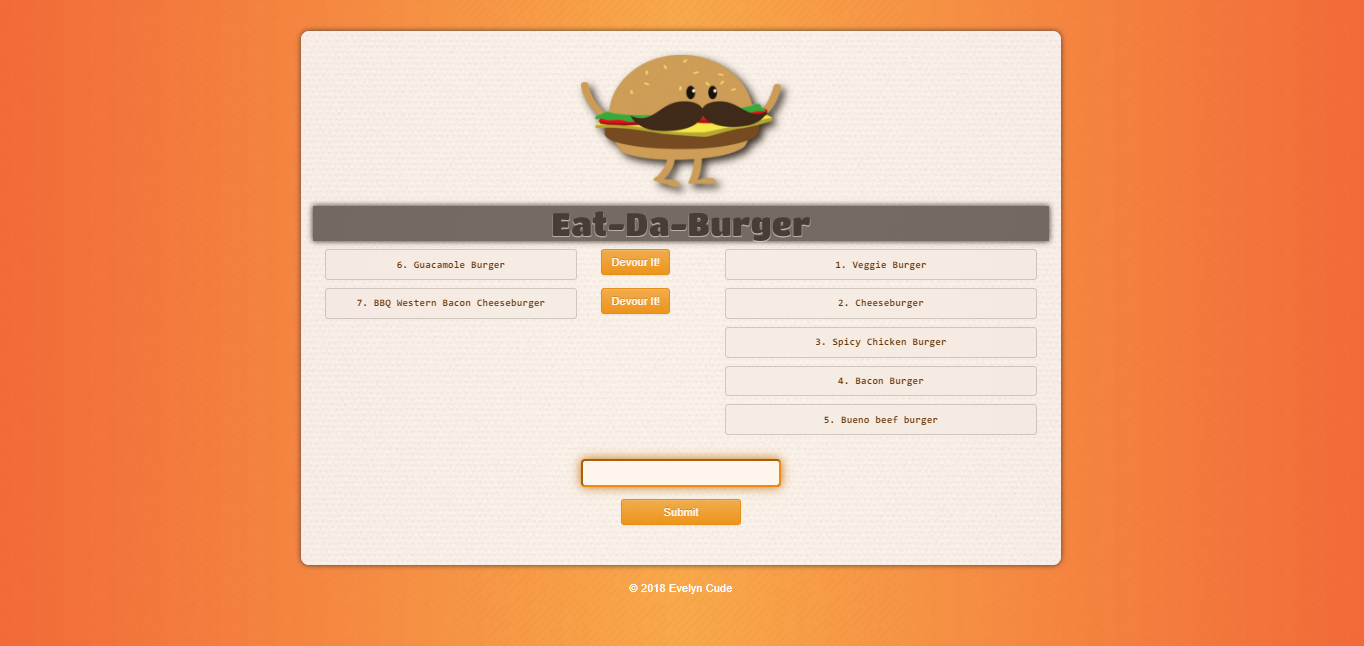 Eat-Da-Burger
6. Guacamole Burger
Devour It!
7. BBQ Western Bacon Cheeseburger
Devour It!
1. Veggie Burger
2. Cheeseburger
3. Spicy Chicken Burger
4. Bacon Burger
5. Bueno beef burger
Submit
© 2018 Evelyn Cude